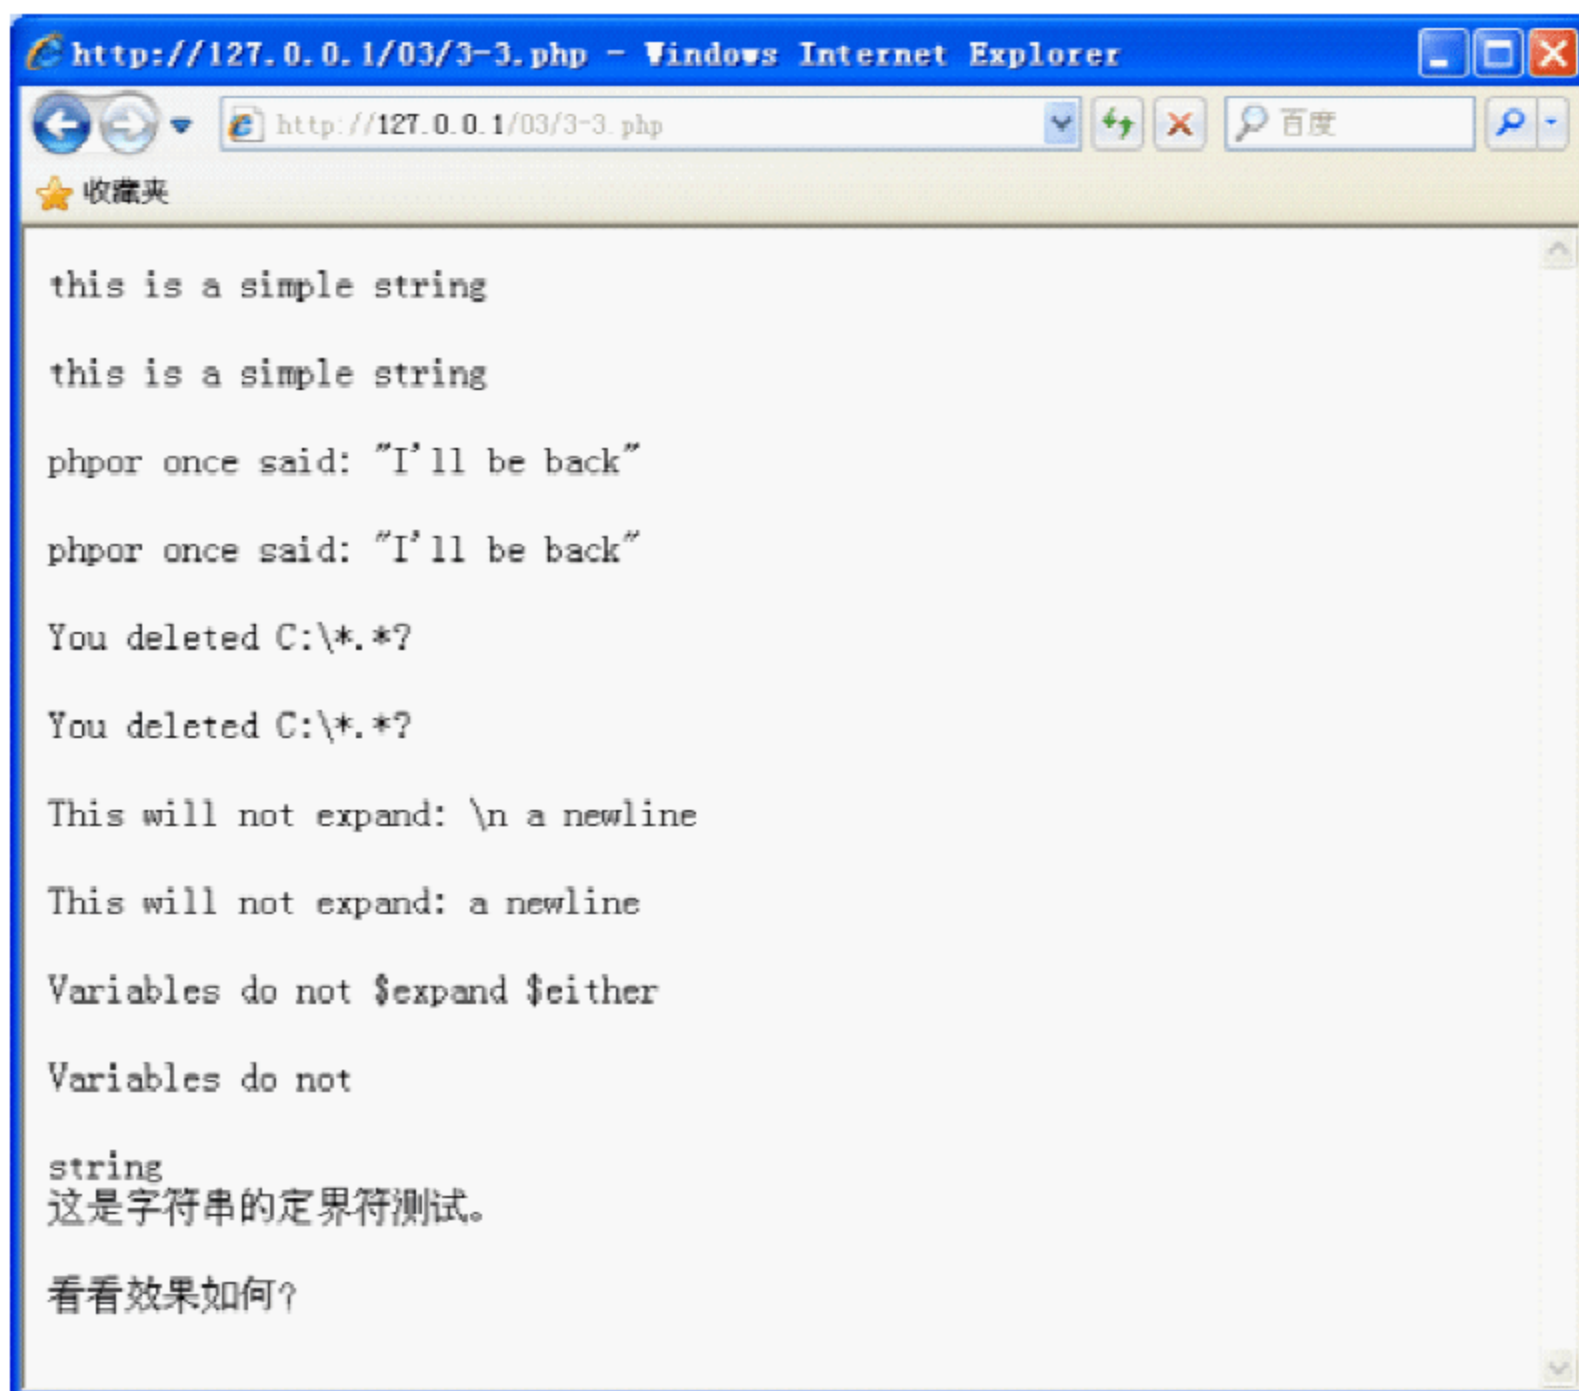 http://127.0.0.1/03/3-3.php - Windows Internet Explorer
http://127.0.0.1/03/3-3.php
百度
收藏夹
this is a simple string
this is a simple string
phpor once said: "I'll be back"
phpor once said: "I'll be back"
You deleted C:\*.*?
You deleted C:\*.*?
This will not expand: \n a newline
This will not expand: a newline
Variables do not $expand $either
Variables do not
string
这是字符串的定界符测试。
看看效果如何?